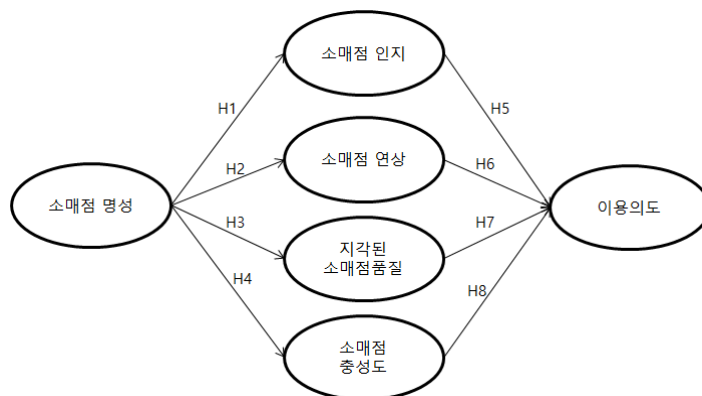 소매점 인지
H1
H5
소매점 연상
H2
H6
소매점 명성
이용의도
H3
H7
지각된
소매점품질
H4
H8
소매점
충성도